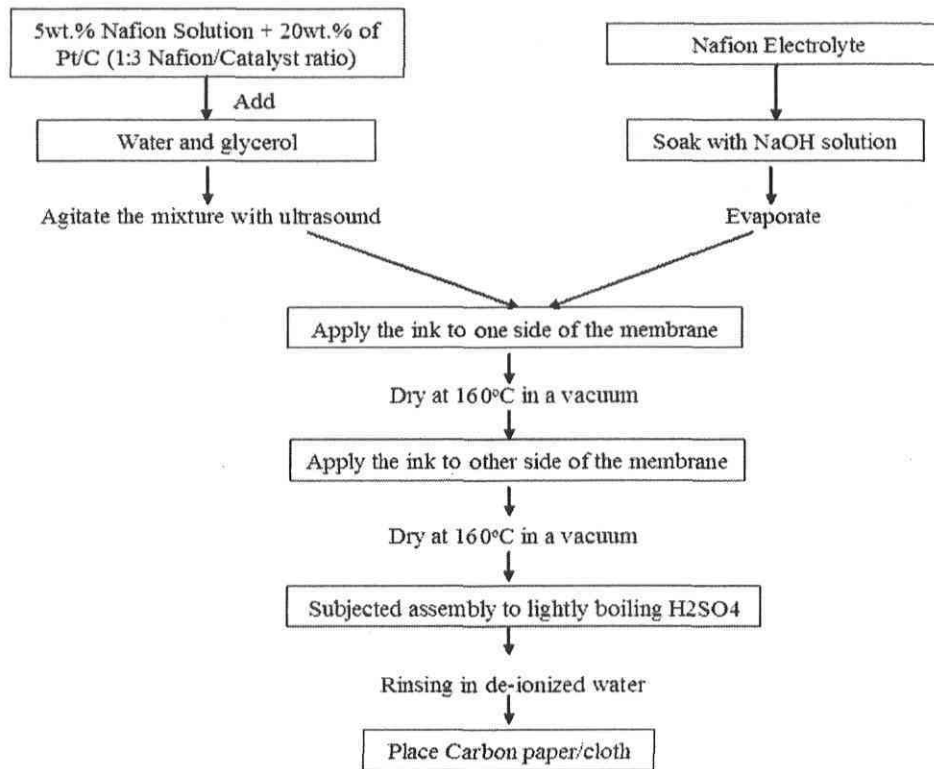 5wt.% Nafion Solution + 20wt.% of
Pt/C (1:3 Nafion/Catalyst ratio)
Add
Water and glycerol
Agitate the mixture with ultrasound
Nafion Electrolyte
Soak with NaOH solution
Evaporate
Apply the ink to one side of the membrane
Dry at 160°C in a vacuum
Apply the ink to other side of the membrane
Dry at 160°C in a vacuum
Subjected assembly to lightly boiling H2SO4
Rinsing in de-ionized water
Place Carbon paper/cloth